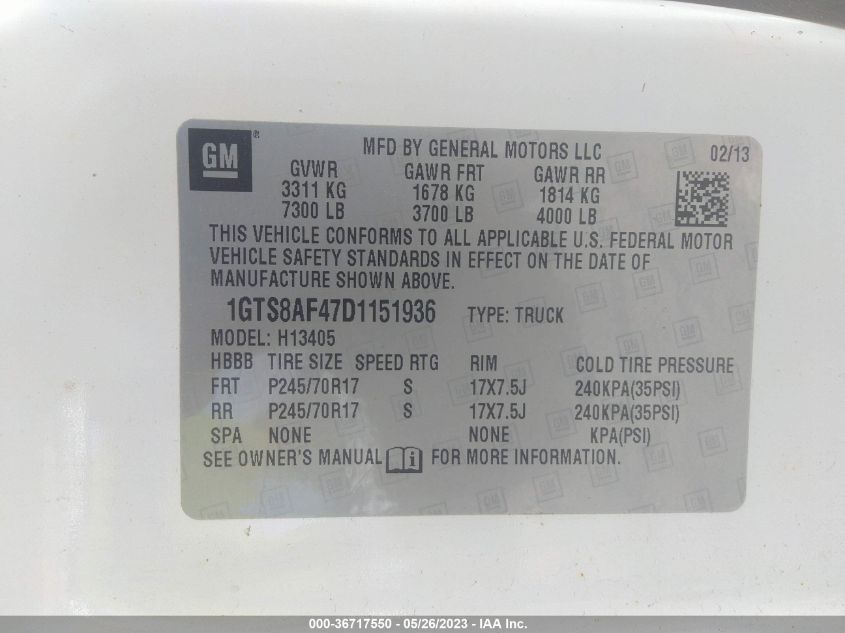 GM ®
MFD BY GENERAL MOTORS LLC 02/13
GVWR GAWR FRT GAWR RR
3311 KG 1678 KG 1814 KG
7300 LB 3700 LB 4000 LB
THIS VEHICLE CONFORMS TO ALL APPLICABLE U.S. FEDERAL MOTOR
VEHICLE SAFETY STANDARDS IN EFFECT ON THE DATE OF
MANUFACTURE SHOWN ABOVE.
1GTS8AF47D1151936 TYPE: TRUCK
MODEL: H13405
HBBB TIRE SIZE SPEED RTG RIM COLD TIRE PRESSURE
FRT P245/70R17 S 17X7.5J 240KPA(35PSI)
RR P245/70R17 S 17X7.5J 240KPA(35PSI)
SPA NONE NONE KPA(PSI)
SEE OWNER'S MANUAL i FOR MORE INFORMATION.
000-36717550 - 05/26/2023 - IAA Inc.